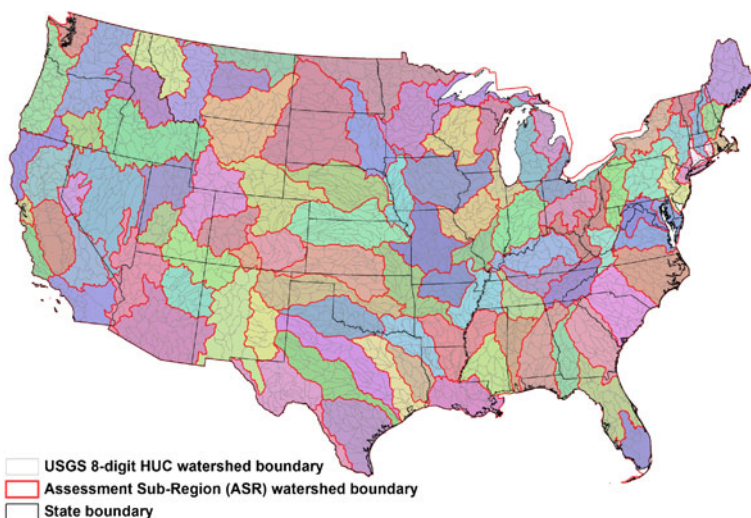 USGS 8-digit HUC watershed boundary
Assessment Sub-Region (ASR) watershed boundary
State boundary